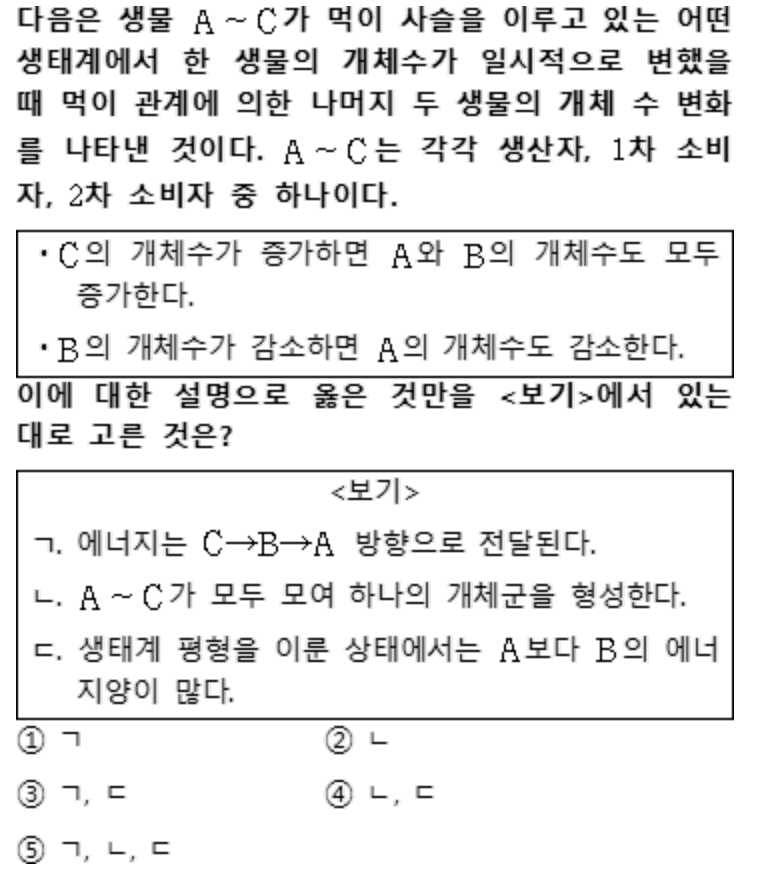 다음은 생물 A ~ C가 먹이 사슬을 이루고 있는 어떤
생태계에서 한 생물의 개체수가 일시적으로 변했을
때 먹이 관계에 의한 나머지 두 생물의 개체 수 변화
를 나타낸 것이다. A ~ C는 각각 생산자, 1차 소비
자, 2차 소비자 중 하나이다.
・C의 개체수가 증가하면 A와 B의 개체수도 모두
증가한다.
・B의 개체수가 감소하면 A의 개체수도 감소한다.
이에 대한 설명으로 옳은 것만을 <보기>에서 있는
대로 고른 것은?
<보기>
ㄱ. 에너지는 C→B→A 방향으로 전달된다.
ㄴ. A ~ C가 모두 모여 하나의 개체군을 형성한다.
ㄷ. 생태계 평형을 이룬 상태에서는 A보다 B의 에너
지양이 많다.
① ㄱ ② ㄴ
③ ㄱ, ㄷ ④ ㄴ, ㄷ
⑤ ㄱ, ㄴ, ㄷ